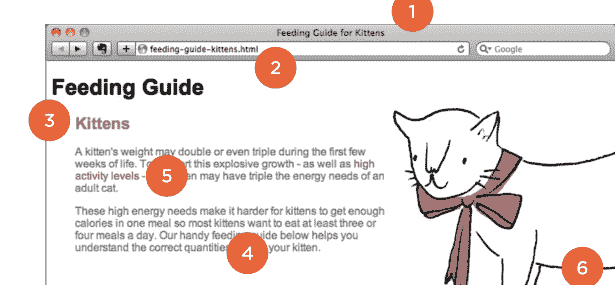 1
Feeding Guide for Kittens
feeding-guide-kittens.html
Google
2
Feeding Guide
3
Kittens
A kitten's weight may double or even triple during the first few
weeks of life. To this explosive growth - as well as high
activity levels - may have triple the energy needs of an
adult cat.
5
These high energy needs make it harder for kittens to get enough
calories in one meal so most kittens want to eat at least three or
four meals a day. Our handy feeding guide below helps you
understand the correct quantities your kitten.
4
6